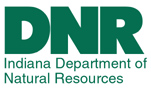 DNR
Indiana Department of
Natural Resources